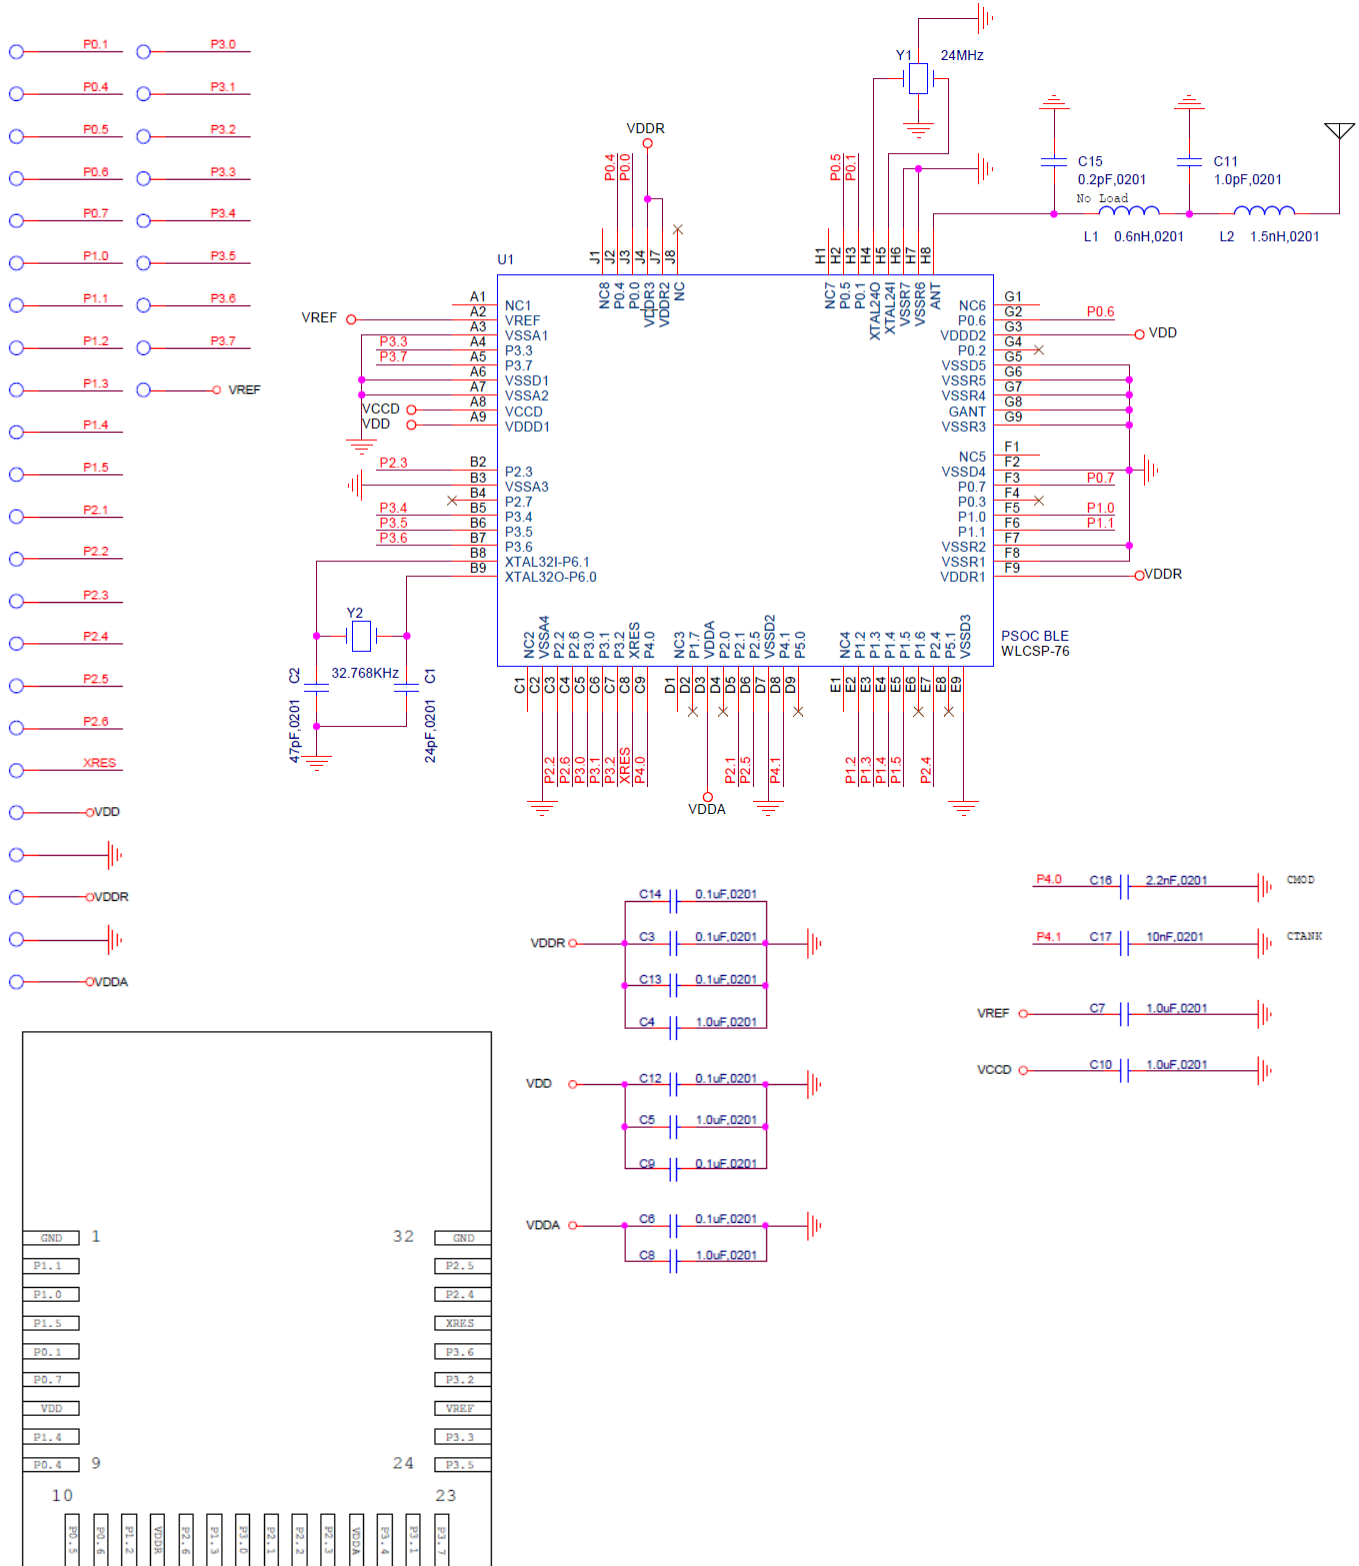 P0.1 P3.0
P0.4 P3.1
P0.5 P3.2
P0.6 P3.3
P0.7 P3.4
P1.0 P3.5
P1.1 P3.6
P1.2 P3.7
P1.3 VREF
P1.4
P1.5
P2.1
P2.2
P2.3
P2.4
P2.5
P2.6
XRES
VDD
VDDR
VDDA
Y1 24MHz
VDDR
P0.4
P0.0
P0.5
P0.1
C15
0.2pF,0201
No Load
C11
1.0pF,0201
L1 0.6nH,0201
L2 1.5nH,0201
U1
J1
J2
J3
J4
J7
J8
H1
H2
H3
H4
H5
H6
H7
H8
NC8
P0.4
P0.0
VDDR3
VDDR2
NC
NC7
P0.5
P0.1
XTAL24O
XTAL24I
VSSR7
VSSR6
ANT
A1 NC1
VREF A2 VREF
A3 VSSA1
P3.3 A4 P3.3
P3.7 A5 P3.7
A6 VSSD1
A7 VSSA2
VCCD A8 VCCD
VDD A9 VDDD1
P2.3 B2 P2.3
B3 VSSA3
B4 P2.7
P3.4 B5 P3.4
P3.5 B6 P3.5
P3.6 B7 P3.6
B8 XTAL32I-P6.1
B9 XTAL32O-P6.0
NC6 G1
P0.6 G2 P0.6
VDDD2 G3 VDD
P0.2 G4
VSSD5 G5
VSSR5 G6
VSSR4 G7
GANT G8
VSSR3 G9
NC5 F1
VSSD4 F2
P0.7 F3 P0.7
P0.3 F4
P1.0 F5 P1.0
P1.1 F6 P1.1
VSSR2 F7
VSSR1 F8
VDDR1 F9 VDDR
PSOC BLE
WLCSP-76
Y2
32.768KHz
C2
47pF,0201
C1
24pF,0201
NC2
VSSA4
P2.2
P2.6
P3.0
P3.1
P3.2
XRES
P4.0
NC3
P1.7
VDDA
P2.0
P2.1
P2.5
VSSD2
P4.1
P5.0
NC4
P1.2
P1.3
P1.4
P1.5
P1.6
P2.4
P5.1
VSSD3
C1
C2
C3
C4
C5
C6
C7
C8
C9
D1
D2
D3
D4
D5
D6
D7
D8
D9
E1
E2
E3
E4
E5
E6
E7
E8
E9
P2.2
P2.6
P3.0
P3.1
P3.2
XRES
P4.0
VDDA
P2.1
P2.5
P4.1
P1.2
P1.3
P1.4
P1.5
P2.4
C14 0.1uF,0201
VDDR C3 0.1uF,0201
C13 0.1uF,0201
C4 1.0uF,0201
VDD C12 0.1uF,0201
C5 1.0uF,0201
C9 0.1uF,0201
VDDA C6 0.1uF,0201
C8 1.0uF,0201
P4.0 C16 2.2nF,0201 CMOD
P4.1 C17 10nF,0201 CTANK
VREF C7 1.0uF,0201
VCCD C10 1.0uF,0201
GND 1 32 GND
P1.1 P2.5
P1.0 P2.4
P1.5 XRES
P0.1 P3.6
P0.7 P3.2
VDD VREF
P1.4 P3.3
P0.4 9 24 P3.5
10 23
P0.5
P0.6
P1.2
VDDR
P2.6
P1.3
P3.0
P2.1
P2.2
P2.3
VDDA
P3.4
P3.1
P3.7